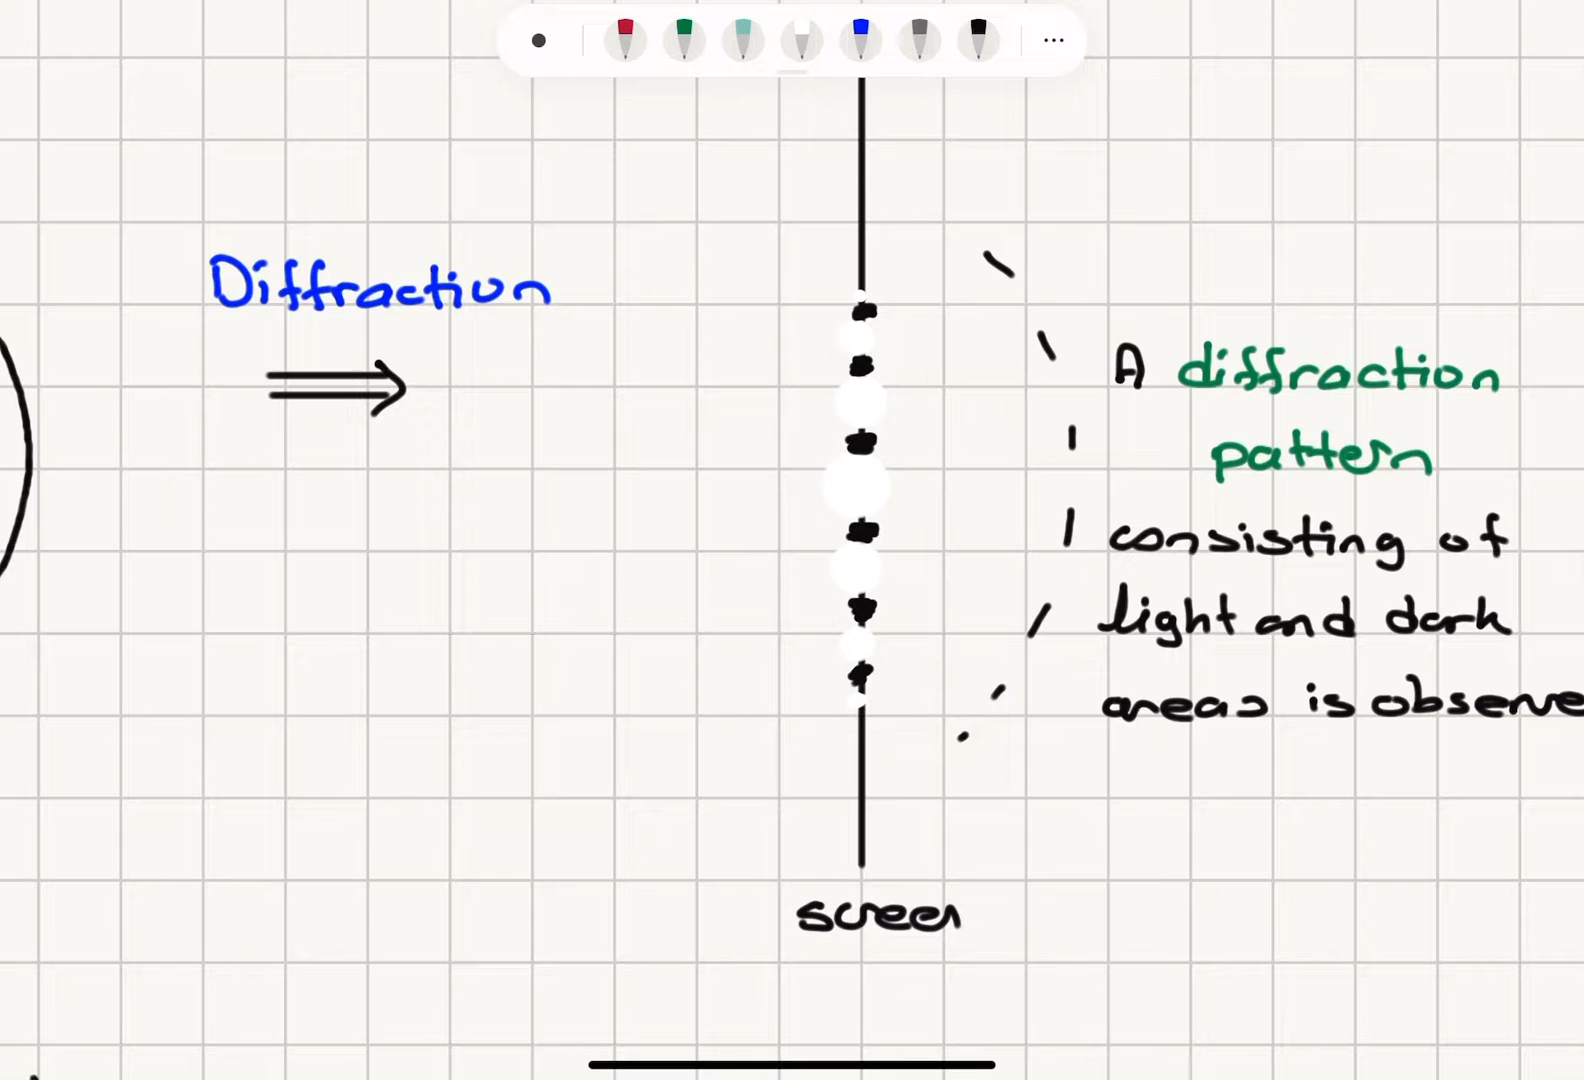 Diffraction
A diffraction
pattern
consisting of
light and dark
areas is observe
screen